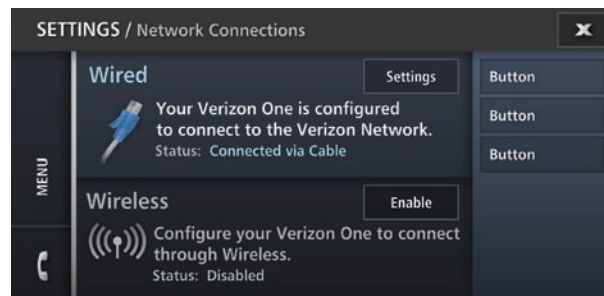 SETTINGS / Network Connections
X
MENU
Wired
Settings
Your Verizon One is configured
to connect to the Verizon Network.
Status: Connected via Cable
Wireless
Enable
Configure your Verizon One to connect
through Wireless.
Status: Disabled
Button
Button
Button